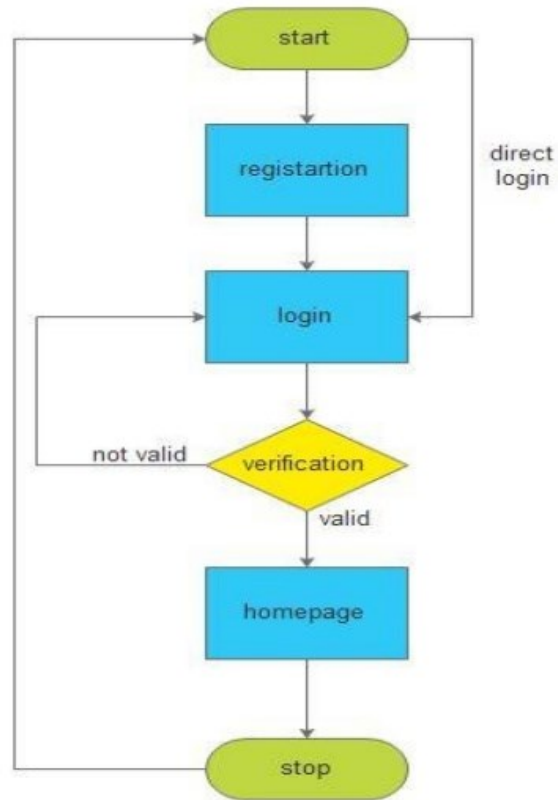 start
registartion
direct
login
login
not valid
verification
valid
homepage
stop